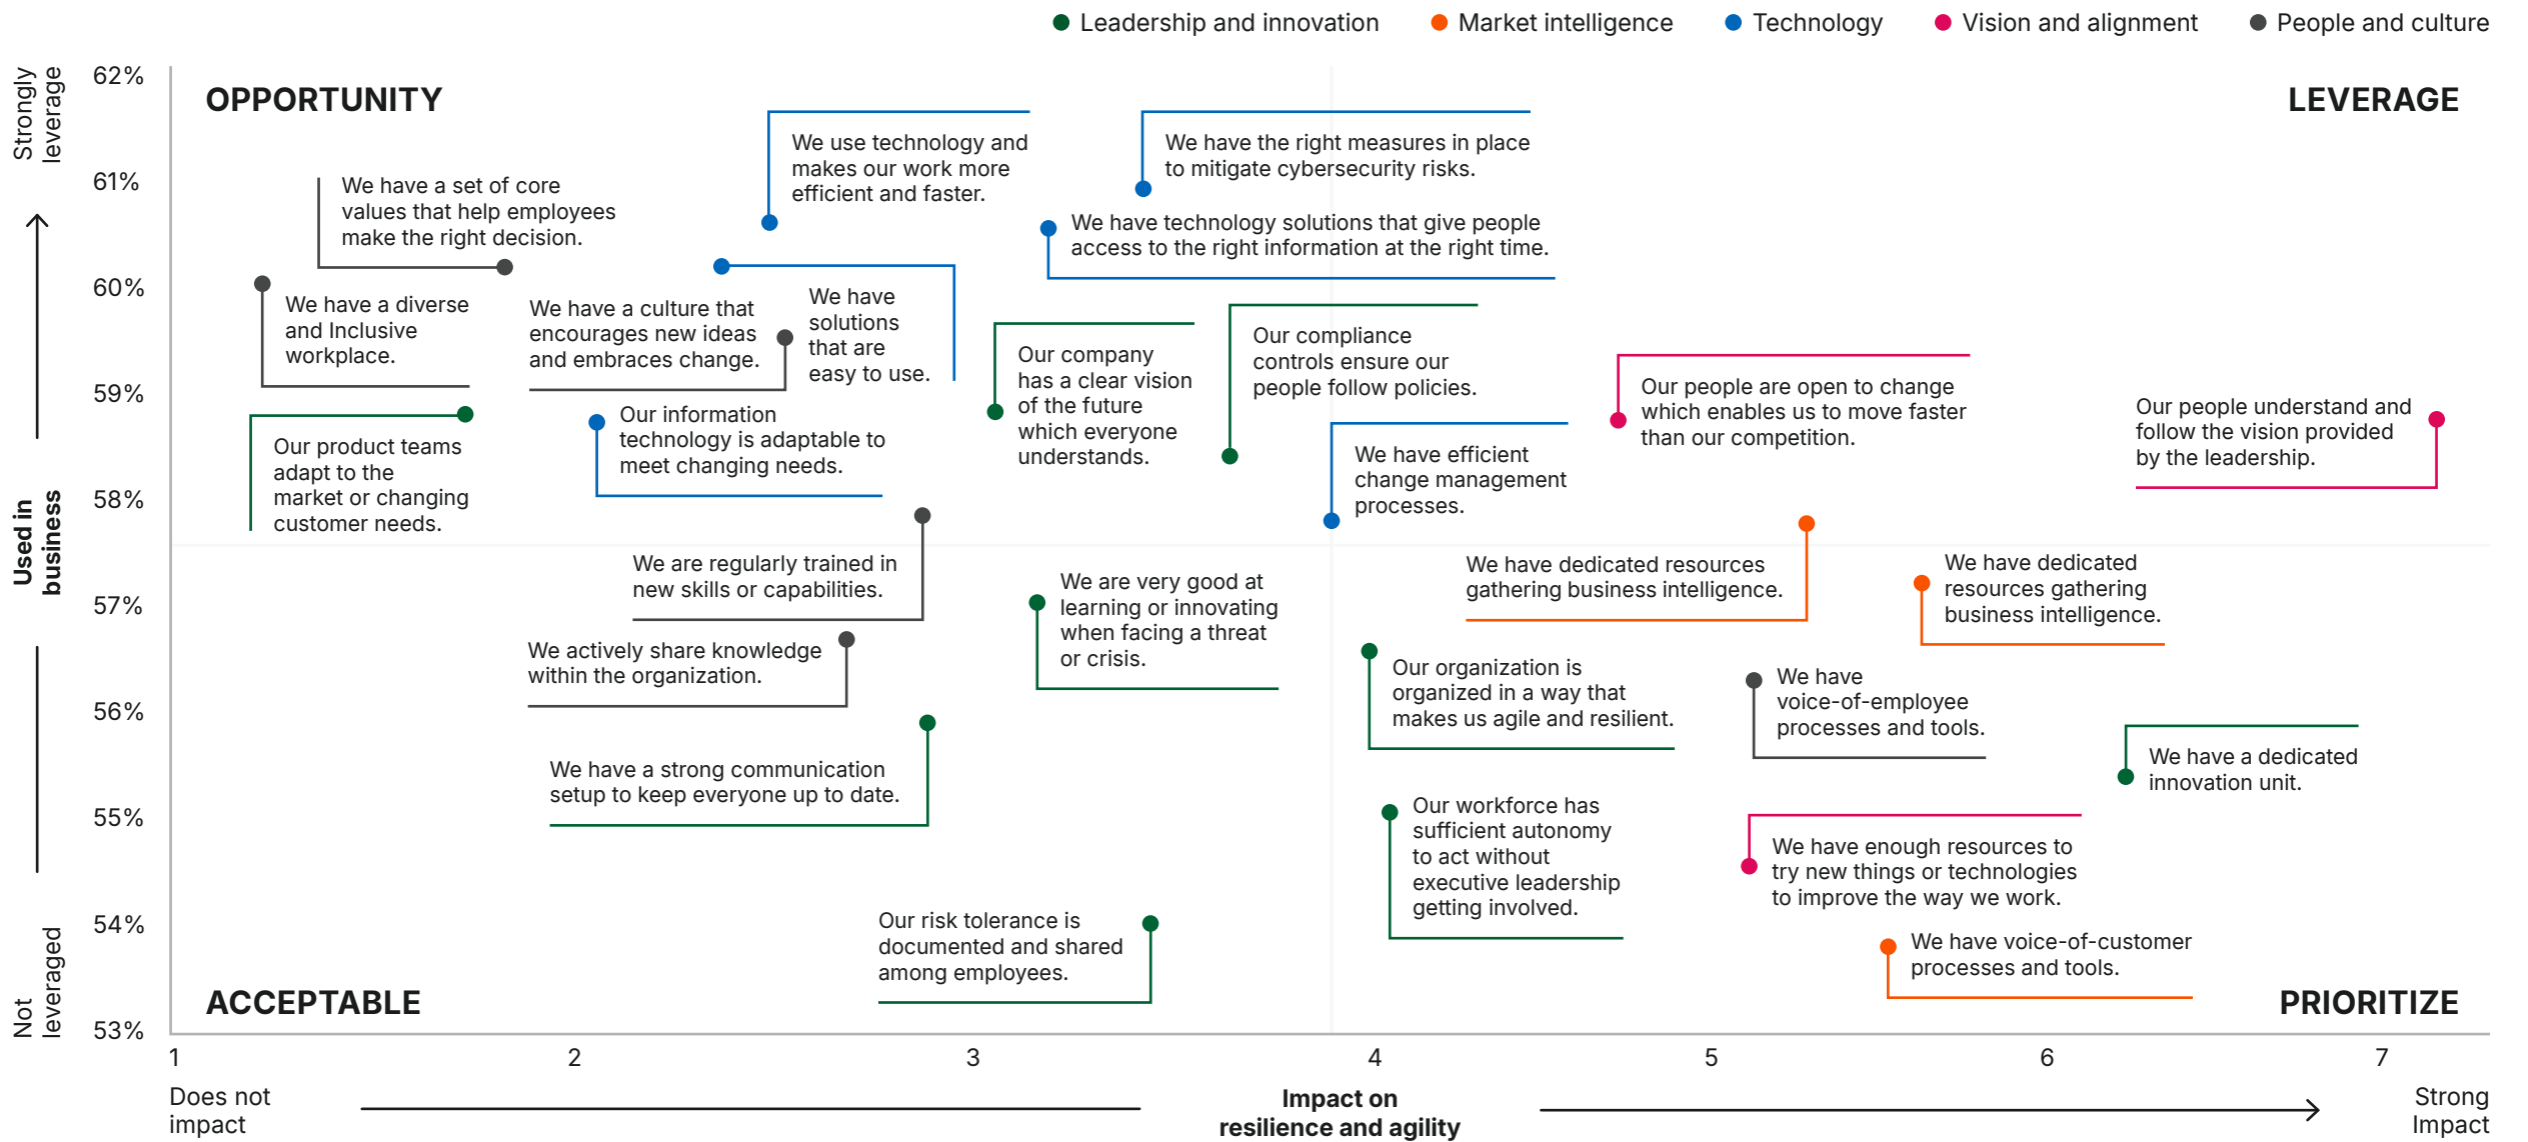 Leadership and innovation
Market intelligence
Technology
Vision and alignment
People and culture
Strongly
leverage
Used in
business
Not
leveraged
62%
61%
60%
59%
58%
57%
56%
55%
54%
53%
OPPORTUNITY
LEVERAGE
We use technology and
makes our work more
efficient and faster.
We have the right measures in place
to mitigate cybersecurity risks.
We have a set of core
values that help employees
make the right decision.
We have technology solutions that give people
access to the right information at the right time.
We have a diverse
and Inclusive
workplace.
We have a culture that
encourages new ideas
and embraces change.
We have
solutions
that are
easy to use.
Our company
has a clear vision
of the future
which everyone
understands.
Our compliance
controls ensure our
people follow policies.
Our people are open to change
which enables us to move faster
than our competition.
Our people understand and
follow the vision provided
by the leadership.
Our product teams
adapt to the
market or changing
customer needs.
Our information
technology is adaptable to
meet changing needs.
We have efficient
change management
processes.
We are regularly trained in
new skills or capabilities.
We are very good at
learning or innovating
when facing a threat
or crisis.
We have dedicated resources
gathering business intelligence.
We have dedicated
resources gathering
business intelligence.
We actively share knowledge
within the organization.
Our organization is
organized in a way that
makes us agile and resilient.
We have
voice-of-employee
processes and tools.
We have a strong communication
setup to keep everyone up to date.
We have a dedicated
innovation unit.
Our workforce has
sufficient autonomy
to act without
executive leadership
getting involved.
We have enough resources to
try new things or technologies
to improve the way we work.
Our risk tolerance is
documented and shared
among employees.
We have voice-of-customer
processes and tools.
ACCEPTABLE
PRIORITIZE
1
2
3
4
5
6
7
Does not
impact
Impact on
resilience and agility
Strong
Impact